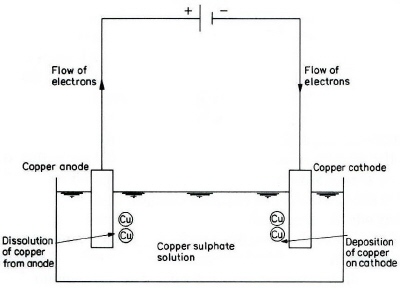 + −
Flow of
electrons
Flow of
electrons
Copper anode
Copper cathode
Cu
Cu
Cu
Cu
Dissolution
of copper
from anode
Copper sulphate
solution
Deposition
of copper
on cathode